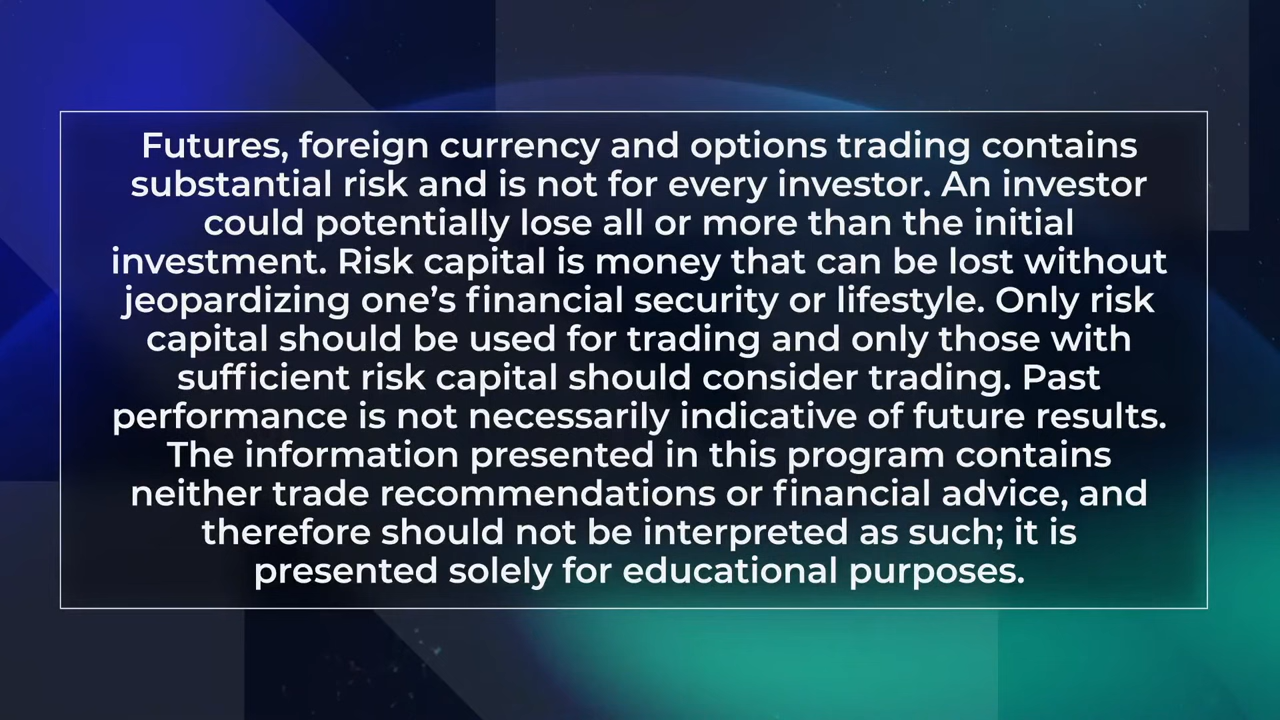 Futures, foreign currency and options trading contains
substantial risk and is not for every investor. An investor
could potentially lose all or more than the initial
investment. Risk capital is money that can be lost without
jeopardizing one’s financial security or lifestyle. Only risk
capital should be used for trading and only those with
sufficient risk capital should consider trading. Past
performance is not necessarily indicative of future results.
The information presented in this program contains
neither trade recommendations or financial advice, and
therefore should not be interpreted as such; it is
presented solely for educational purposes.